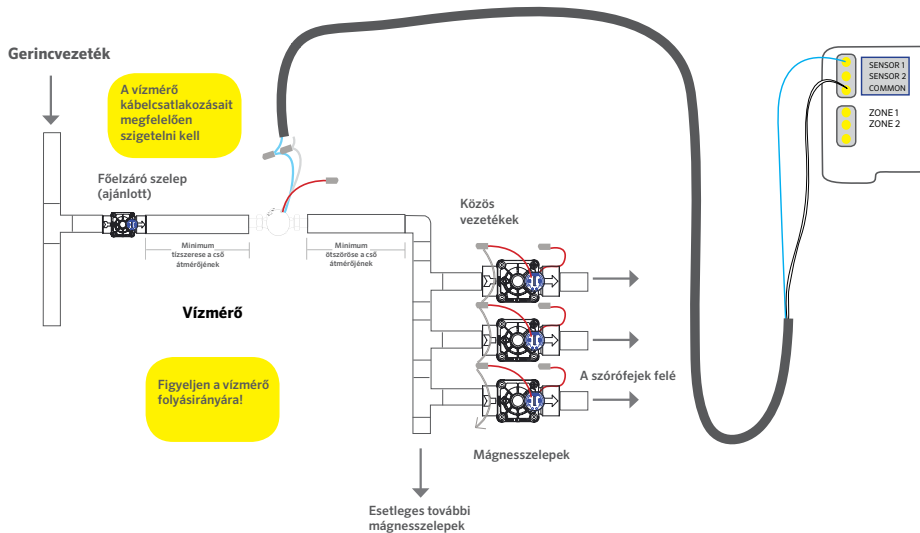 Gerincvezeték
A vízmérő
kábelcsatlakozásait
megfelelően
szigetelni kell
SENSOR 1
SENSOR 2
COMMON
ZONE 1
ZONE 2
Főelzáró szelep
(ajánlott)
Közös
vezetékek
Minimum
tízszerese a cső
átmérőjének
Minimum
ötszöröse a cső
átmérőjének
Vízmérő
Figyeljen a vízmérő
folyásirányára!
A szórófejek felé
Mágnesszelepek
Esetleges további
mágnesszelepek